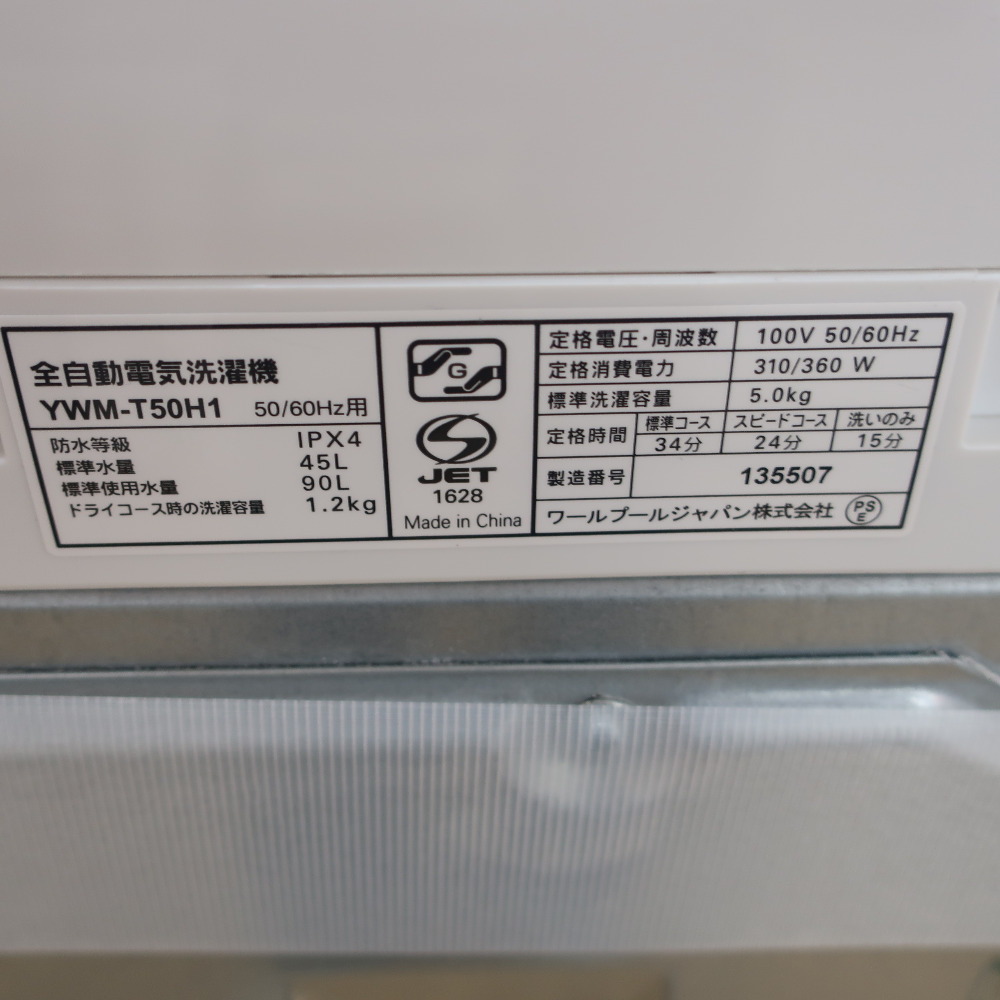 全自動電気洗濯機
YWM-T50H1 50/60Hz用
防水等級 IPX4
標準水量 45L
標準使用水量 90L
ドライコース時の洗濯容量 1.2kg
G
JET
1628
Made in China
定格電圧・周波数 100V 50/60Hz
定格消費電力 310/360 W
標準洗濯容量 5.0kg
定格時間 標準コース スピードコース 洗いのみ
34分 24分 15分
製造番号 135507
ワールプールジャパン株式会社 PSE